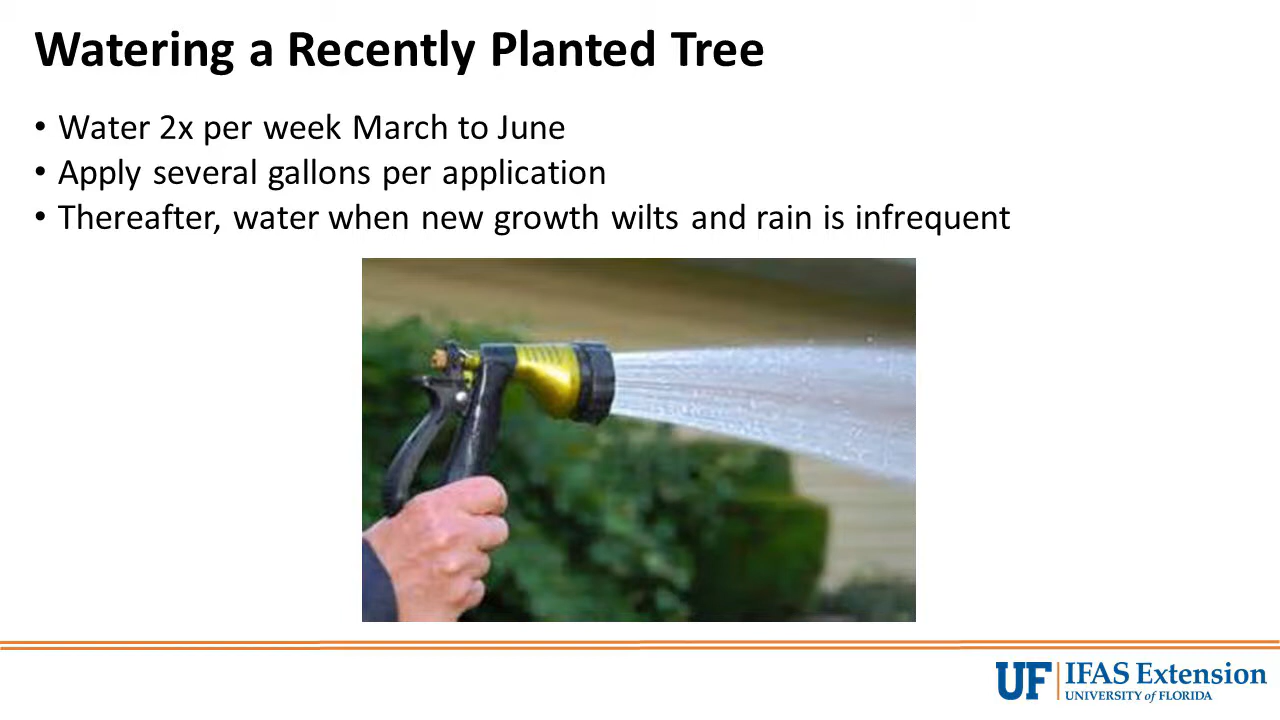 Watering a Recently Planted Tree
• Water 2x per week March to June
• Apply several gallons per application
• Thereafter, water when new growth wilts and rain is infrequent
UF IFAS Extension
UNIVERSITY of FLORIDA